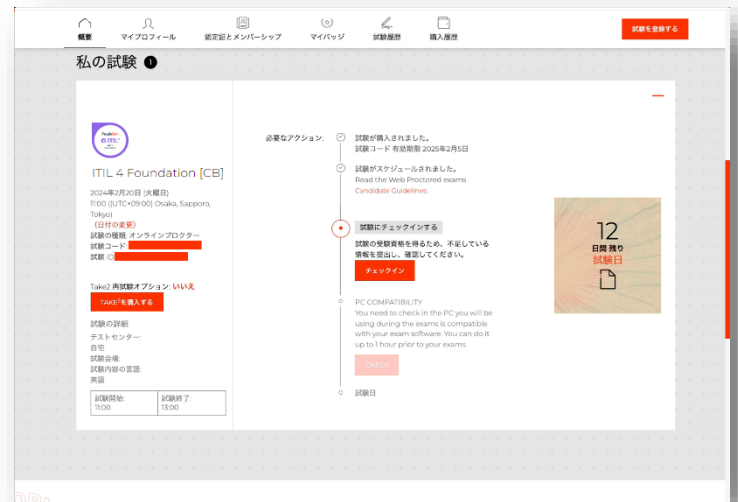 概要
マイプロフィール
認定証とメンバーシップ
マイバッジ
試験履歴
購入履歴
試験を登録する
私の試験 1
PeopleCert
ITIL
ITIL 4 Foundation [CB]
2024年2月20日 (火曜日)
11:00 ((UTC+09:00) Osaka, Sapporo,
Tokyo)
(日付の変更)
試験の種類: オンラインプロクター
試験コード:
試験 ID
Take2 再試験オプション: いいえ
TAKE²を購入する
試験の詳細
テストセンター:
自宅
試験会場:
試験内容の言語:
英語
試験開始:
11:00
試験終了:
13:00
必要なアクション:
試験が購入されました。
試験コード 有効期限 2025年2月5日
試験がスケジュールされました。
Read the Web Proctored exams
Candidate Guidelines.
試験にチェックインする
試験の受験資格を得るため、不足している
情報を提出し、確認してください。
チェックイン
PC COMPATIBILITY
You need to check in the PC you will be
using during the exams is compatible
with your exam software. You can do it
up to 1 hour prior to your exams.
CHECK
試験日
12
日間 残り
試験日